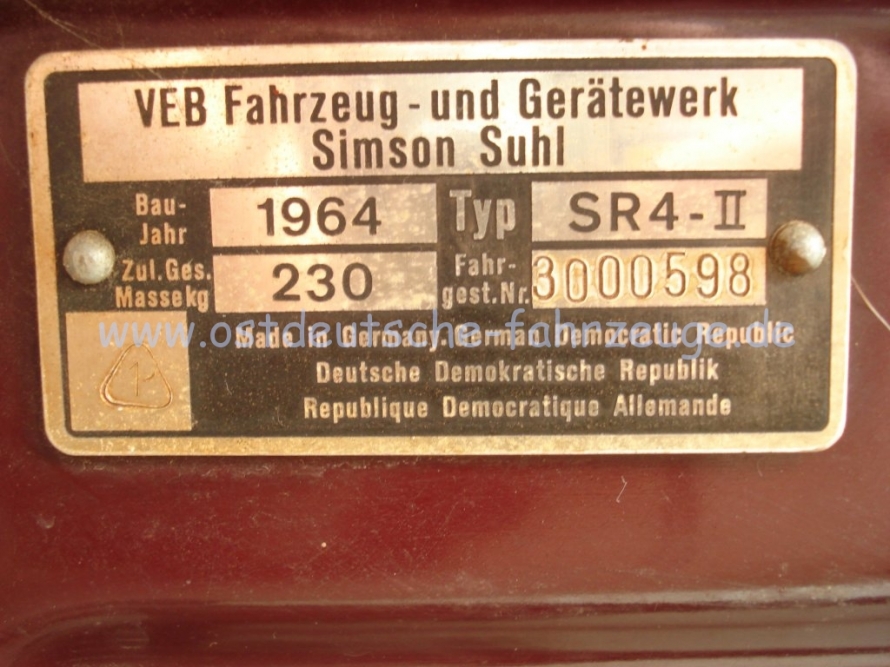 VEB Fahrzeug - und Gerätewerk
Simson Suhl
Bau-
Jahr
1964
Typ
SR4-II
Zul.Ges.
Massekg
230
Fahr-
gest.Nr.
3000598
www.ostdeutsche-fahrzeuge.de
Made in Germany.German Democratic Republic
Deutsche Demokratische Republik
Republique Democratique Allemande
1